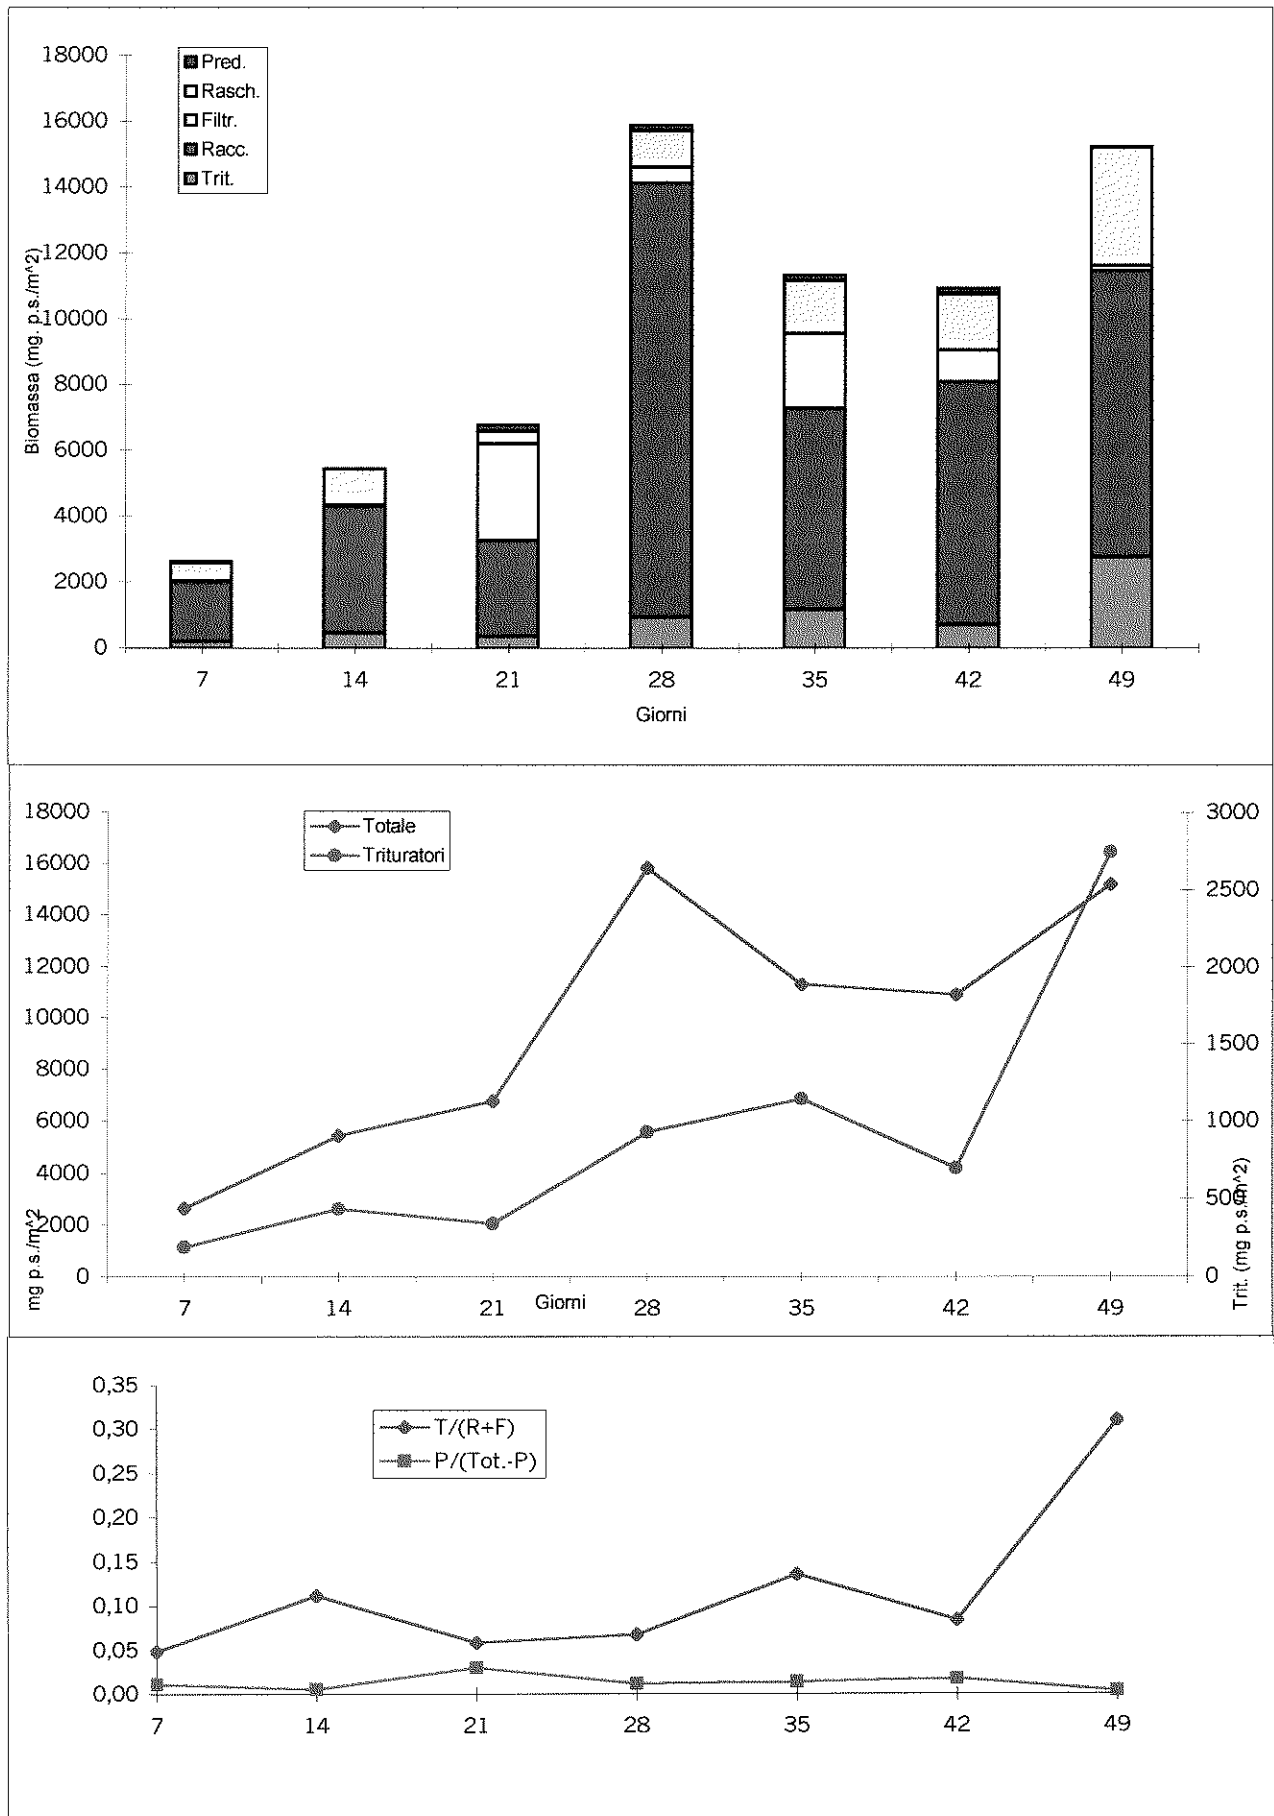 18000
16000
14000
12000
10000
8000
6000
4000
2000
0
Biomassa (mg. p.s./m^2)
Pred.
Rasch.
Filtr.
Racc.
Trit.
7 14 21 28 35 42 49
Giorni
18000
16000
14000
12000
10000
8000
6000
4000
2000
0
mg p.s./m^2
Totale
Trituratori
3000
2500
2000
1500
1000
500
0
Trit. (mg p.s./m^2)
7 14 21 28 35 42 49
Giorni
0,35
0,30
0,25
0,20
0,15
0,10
0,05
0,00
T/(R+F)
P/(Tot.-P)
7 14 21 28 35 42 49